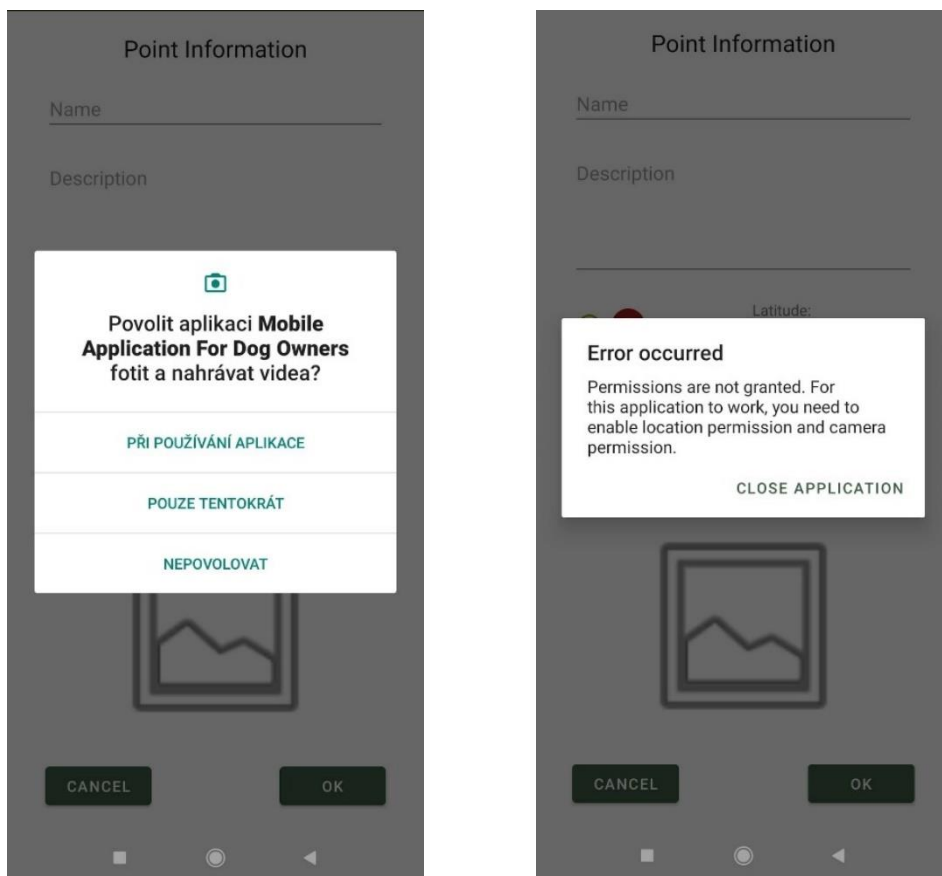 Point Information
Name
Description
Povolit aplikaci Mobile
Application For Dog Owners
fotit a nahrávat videa?
PŘI POUŽÍVÁNÍ APLIKACE
POUZE TENTOKRÁT
NEPOVOLOVAT
CANCEL
OK
Point Information
Name
Description
Latitude:
Error occurred
Permissions are not granted. For
this application to work, you need to
enable location permission and camera
permission.
CLOSE APPLICATION
CANCEL
OK